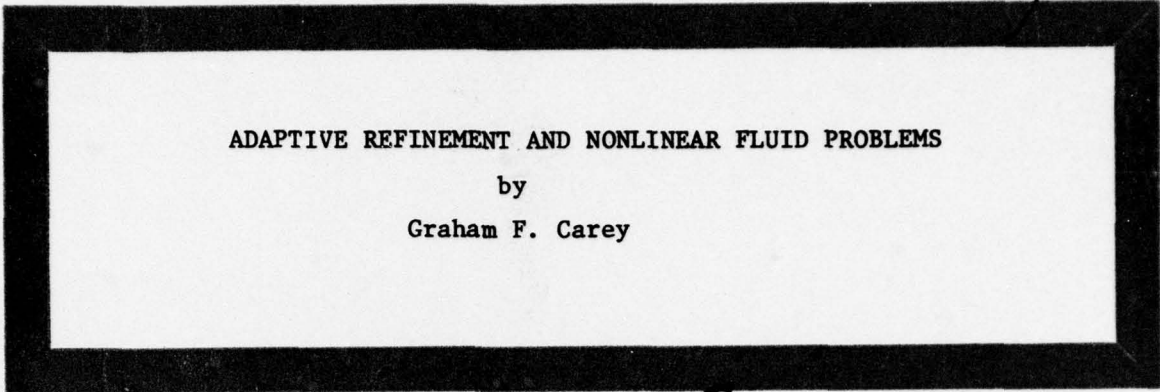 ADAPTIVE REFINEMENT AND NONLINEAR FLUID PROBLEMS
by
Graham F. Carey